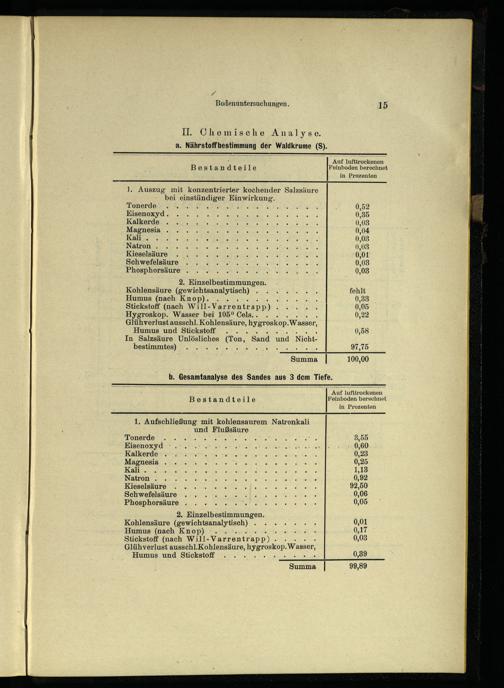 Bodenuntersuchungen. 15
II. Chemische Analyse.
a. Nährstoffbestimmung der Waldkrume (S).
Bestandteile
Auf lufttrockenen
Feinboden berechnet
in Prozenten
1. Auszug mit konzentrierter kochender Salzsäure
bei einstündiger Einwirkung.
Tonerde . . . . . . . . . . . . . 0,52
Eisenoxyd . . . . . . . . . . . . . 0,35
Kalkerde . . . . . . . . . . . . . 0,03
Magnesia . . . . . . . . . . . . . 0,04
Kali . . . . . . . . . . . . . . . 0,03
Natron . . . . . . . . . . . . . . 0,03
Kieselsäure . . . . . . . . . . . . 0,01
Schwefelsäure . . . . . . . . . . . 0,03
Phosphorsäure . . . . . . . . . . . 0,03
2. Einzelbestimmungen.
Kohlensäure (gewichtsanalytisch) . . . . . . fehlt
Humus (nach Knop) . . . . . . . . . . 0,33
Stickstoff (nach Will-Varrentrapp) . . . . . 0,05
Hygroskop. Wasser bei 105° Cels. . . . . . . 0,22
Glühverlust ausschl. Kohlensäure, hygroskop. Wasser,
Humus und Stickstoff . . . . . . . . 0,58
In Salzsäure Unlösliches (Ton, Sand und Nicht-
bestimmtes) . . . . . . . . . . . 97,75
Summa 100,00
b. Gesamtanalyse des Sandes aus 3 dcm Tiefe.
Bestandteile
Auf lufttrockenen
Feinboden berechnet
in Prozenten
1. Aufschließung mit kohlensaurem Natronkali
und Flußsäure
Tonerde . . . . . . . . . . . . . 3,55
Eisenoxyd . . . . . . . . . . . . . 0,60
Kalkerde . . . . . . . . . . . . . 0,23
Magnesia . . . . . . . . . . . . . 0,25
Kali . . . . . . . . . . . . . . . 1,13
Natron . . . . . . . . . . . . . . 0,92
Kieselsäure . . . . . . . . . . . . 92,50
Schwefelsäure . . . . . . . . . . . 0,06
Phosphorsäure . . . . . . . . . . . 0,05
2. Einzelbestimmungen.
Kohlensäure (gewichtsanalytisch) . . . . . . 0,01
Humus (nach Knop) . . . . . . . . . . 0,17
Stickstoff (nach Will-Varrentrapp) . . . . . 0,03
Glühverlust ausschl. Kohlensäure, hygroskop. Wasser,
Humus und Stickstoff . . . . . . . . 0,39
Summa 99,89